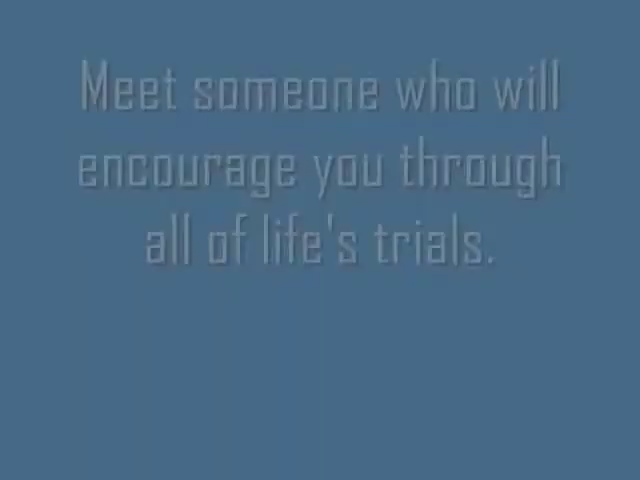 Meet someone who will
encourage you through
all of life's trials.